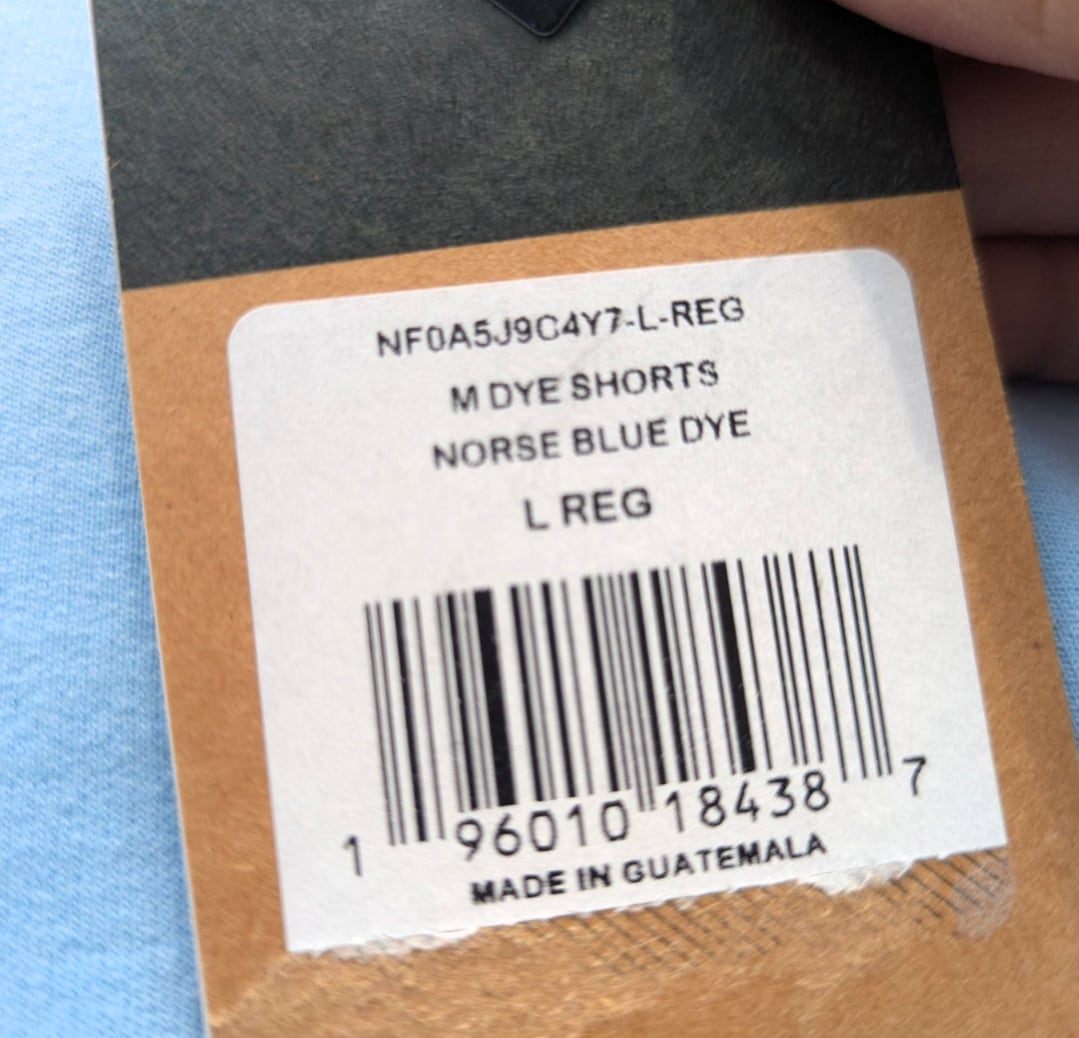 NF0A5J9C4Y7-L-REG
M DYE SHORTS
NORSE BLUE DYE
L REG
1 96010 18438 7
MADE IN GUATEMALA